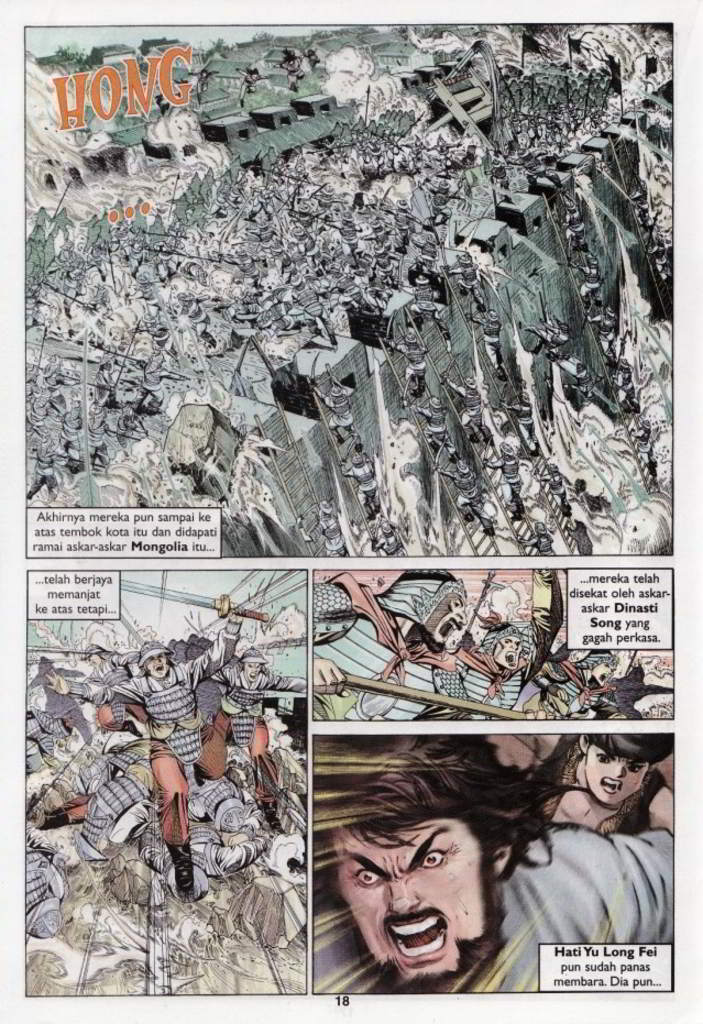 HONG
...
Akhirnya mereka pun sampai ke
atas tembok kota itu dan didapati
ramai askar-askar Mongolia itu...
...telah berjaya
memanjat
ke atas tetapi...
...mereka telah
disekat oleh askar-
askar Dinasti
Song yang
gagah perkasa.
Hati Yu Long Fei
pun sudah panas
membara. Dia pun...
18